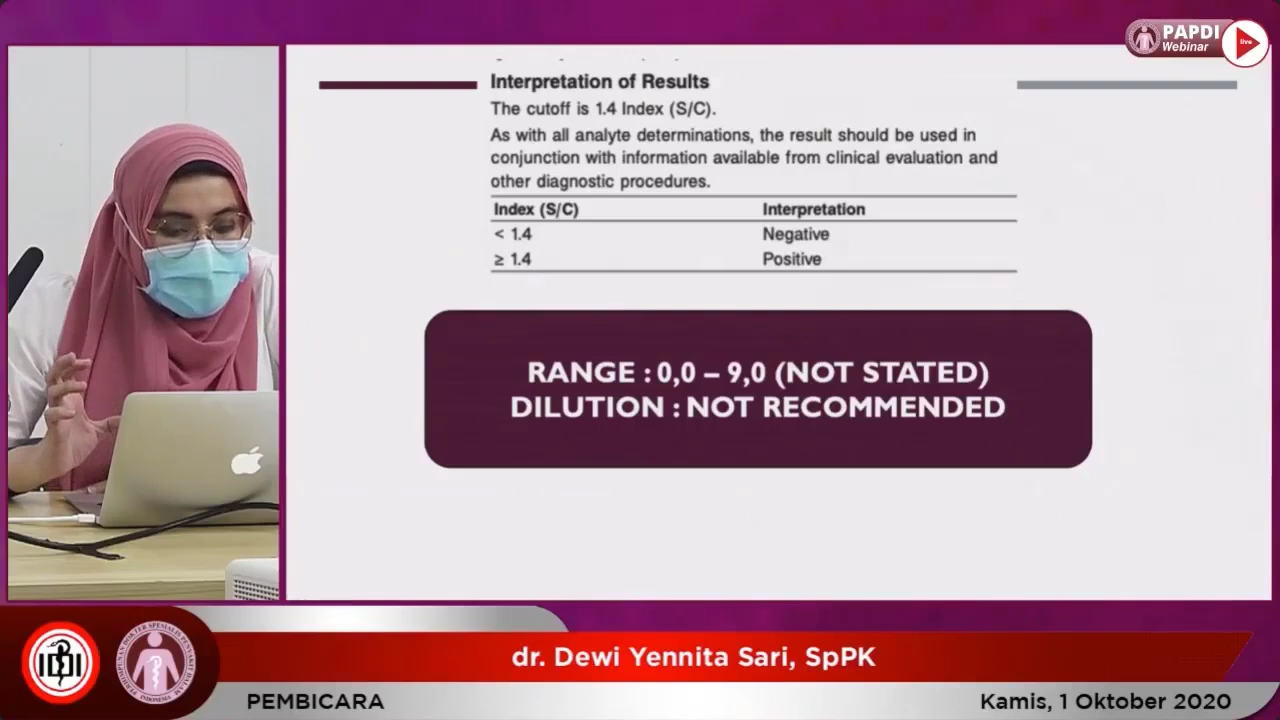 PAPDI
Webinar
live
Interpretation of Results
The cutoff is 1.4 Index (S/C).
As with all analyte determinations, the result should be used in
conjunction with information available from clinical evaluation and
other diagnostic procedures.
Index (S/C) Interpretation
< 1.4 Negative
≥ 1.4 Positive
RANGE : 0,0 – 9,0 (NOT STATED)
DILUTION : NOT RECOMMENDED
IDI
INDONESIA
dr. Dewi Yennita Sari, SpPK
PEMBICARA
Kamis, 1 Oktober 2020